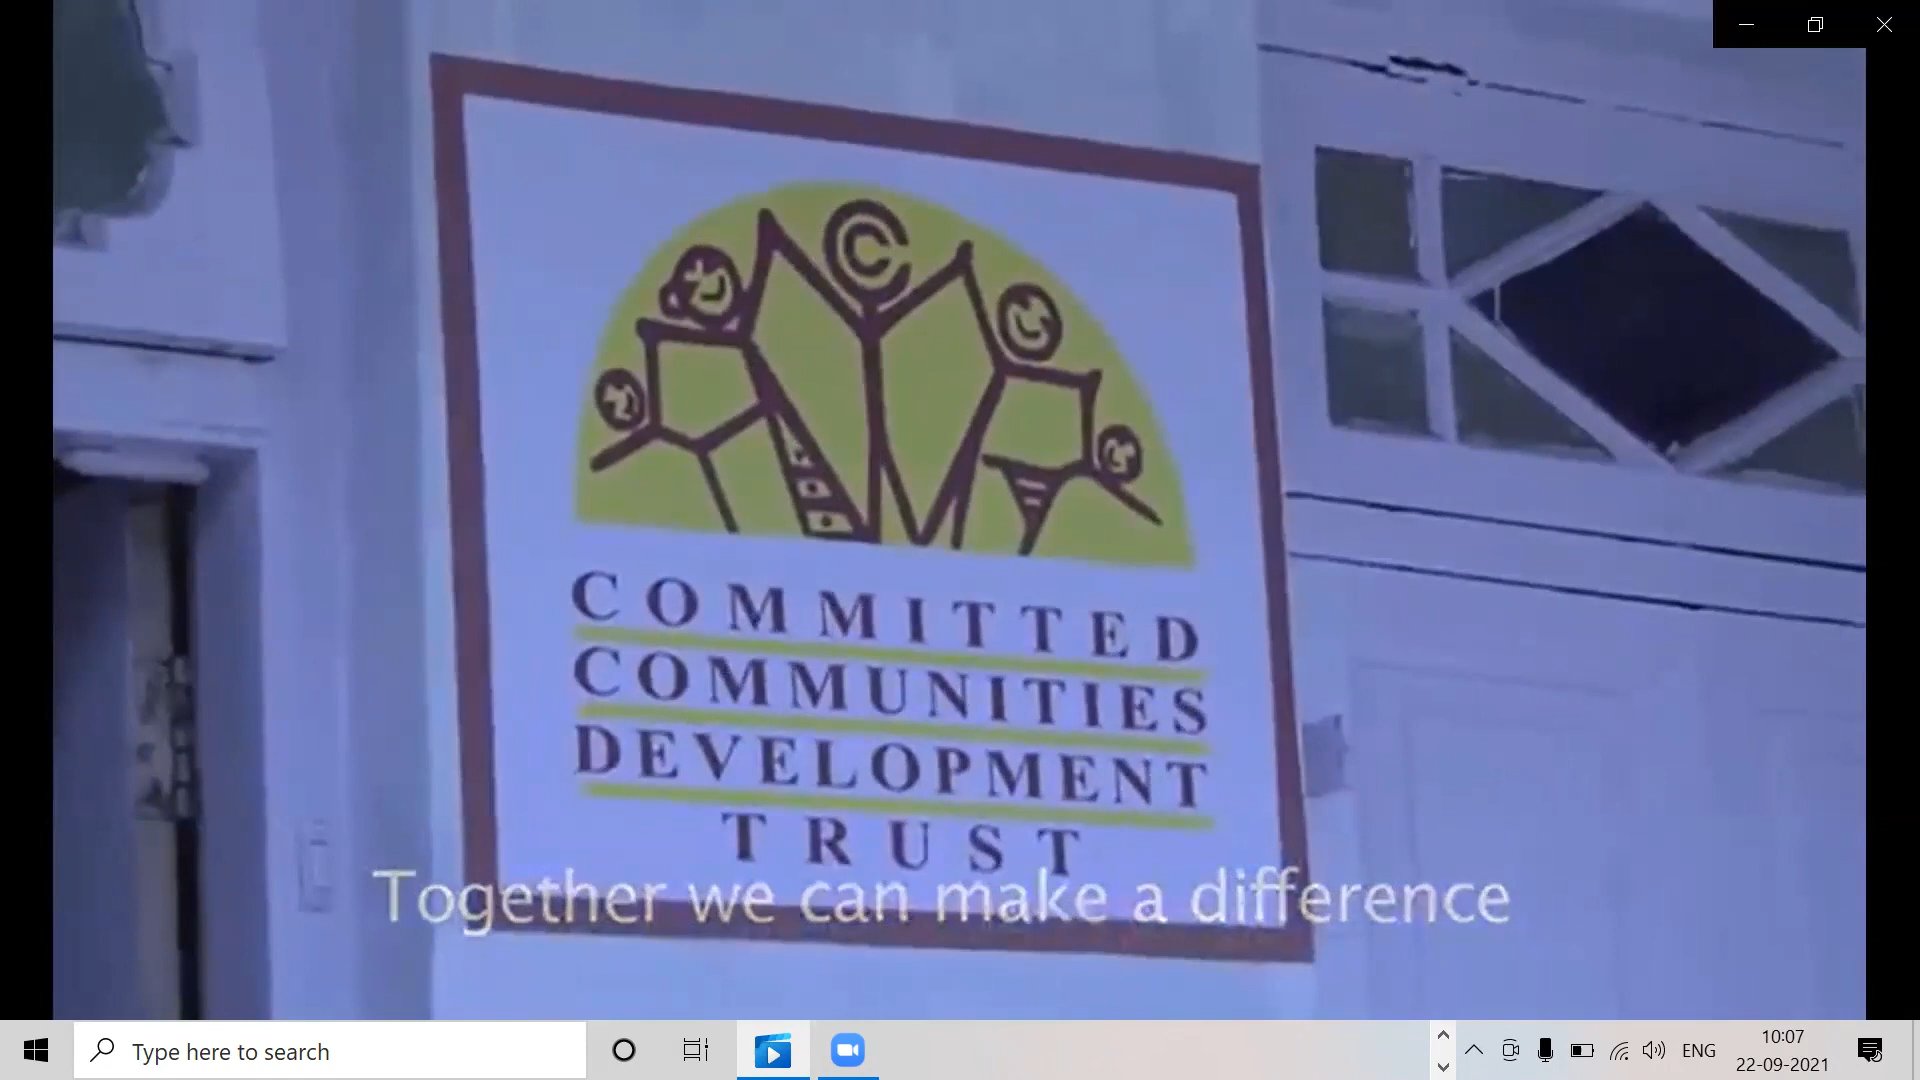 C
COMMITTED
COMMUNITIES
DEVELOPMENT
TRUST
Together we can make a difference
Type here to search
ENG
10:07
22-09-2021